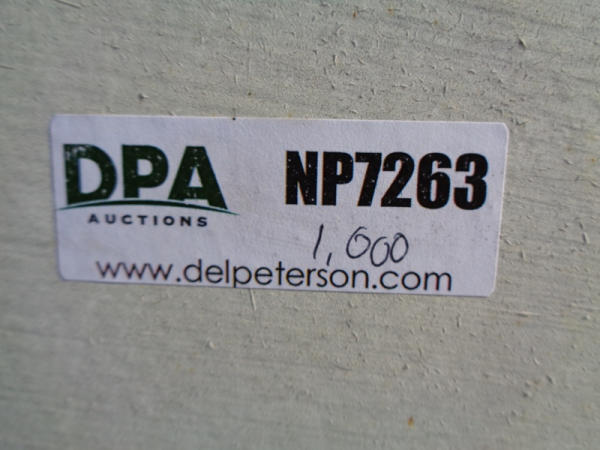 DPA NP7263
AUCTIONS
1,000
www.delpeterson.com